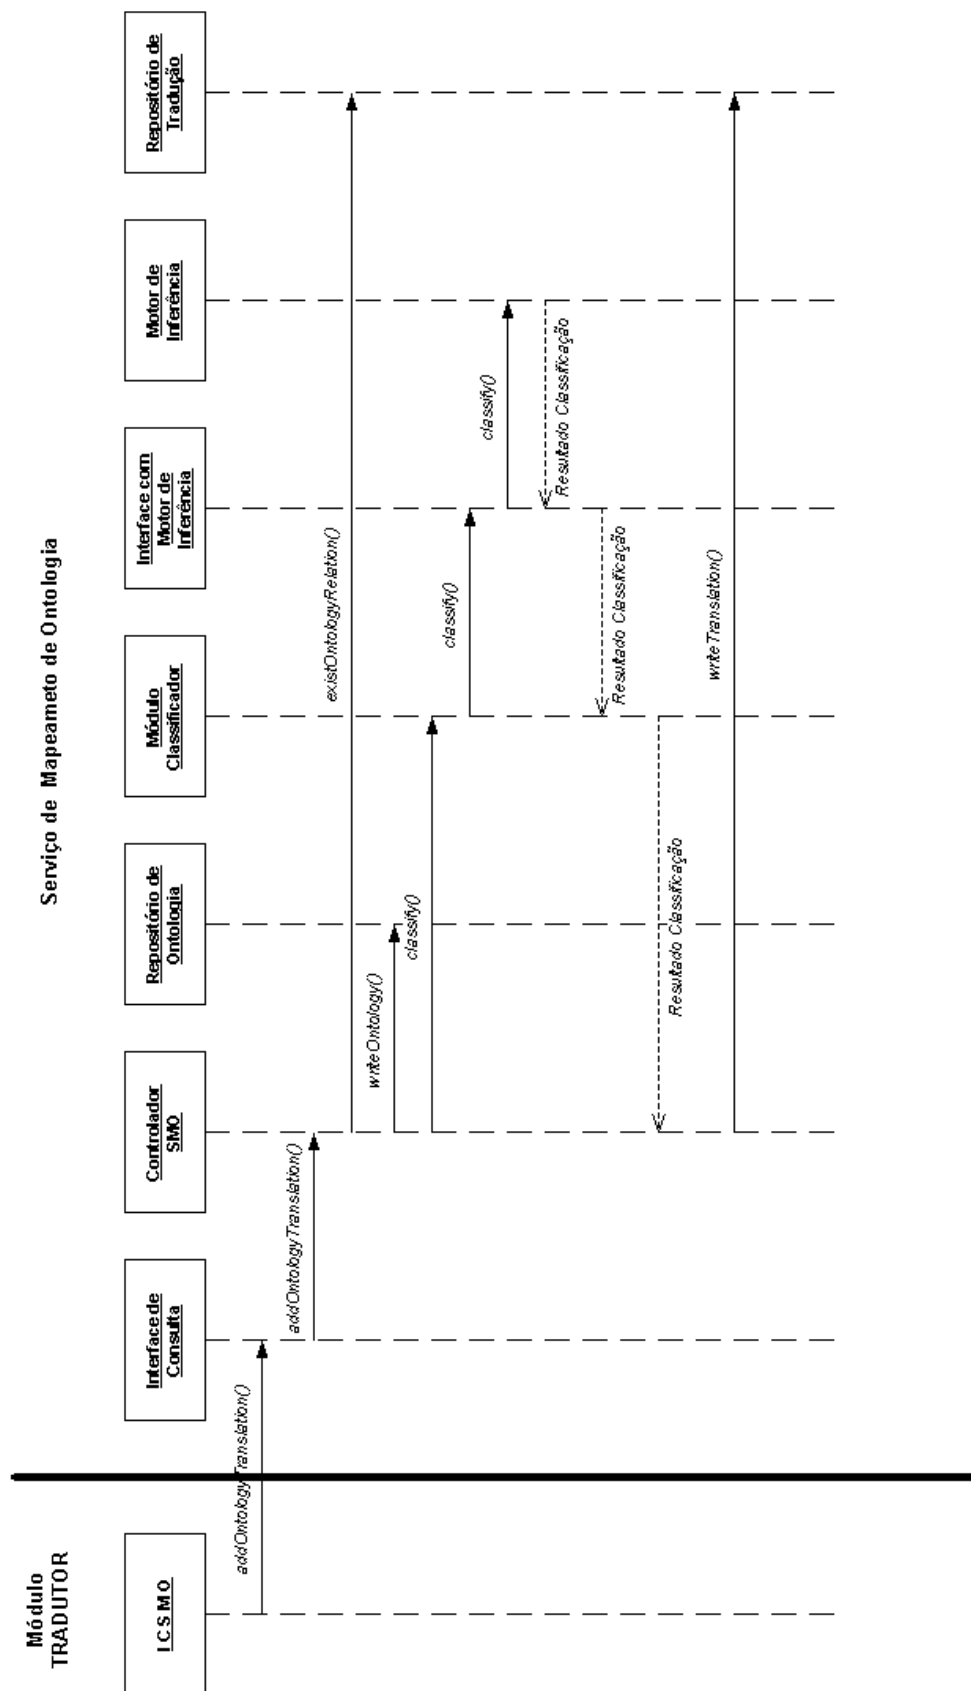 Módulo
TRADUTOR
Serviço de Mapeameto de Ontologia
I C S M O
Interface de
Consulta
Controlador
SMO
Repositório de
Ontologia
Módulo
Classificador
Interface com
Motor de
Inferência
Motor de
Inferência
Repositório de
Tradução
addOntologyTranslation()
addOntologyTranslation()
existOntologyRelation()
writeOntology()
classify()
classify()
classify()
Resultado Classificação
Resultado Classificação
Resultado Classificação
writeTranslation()